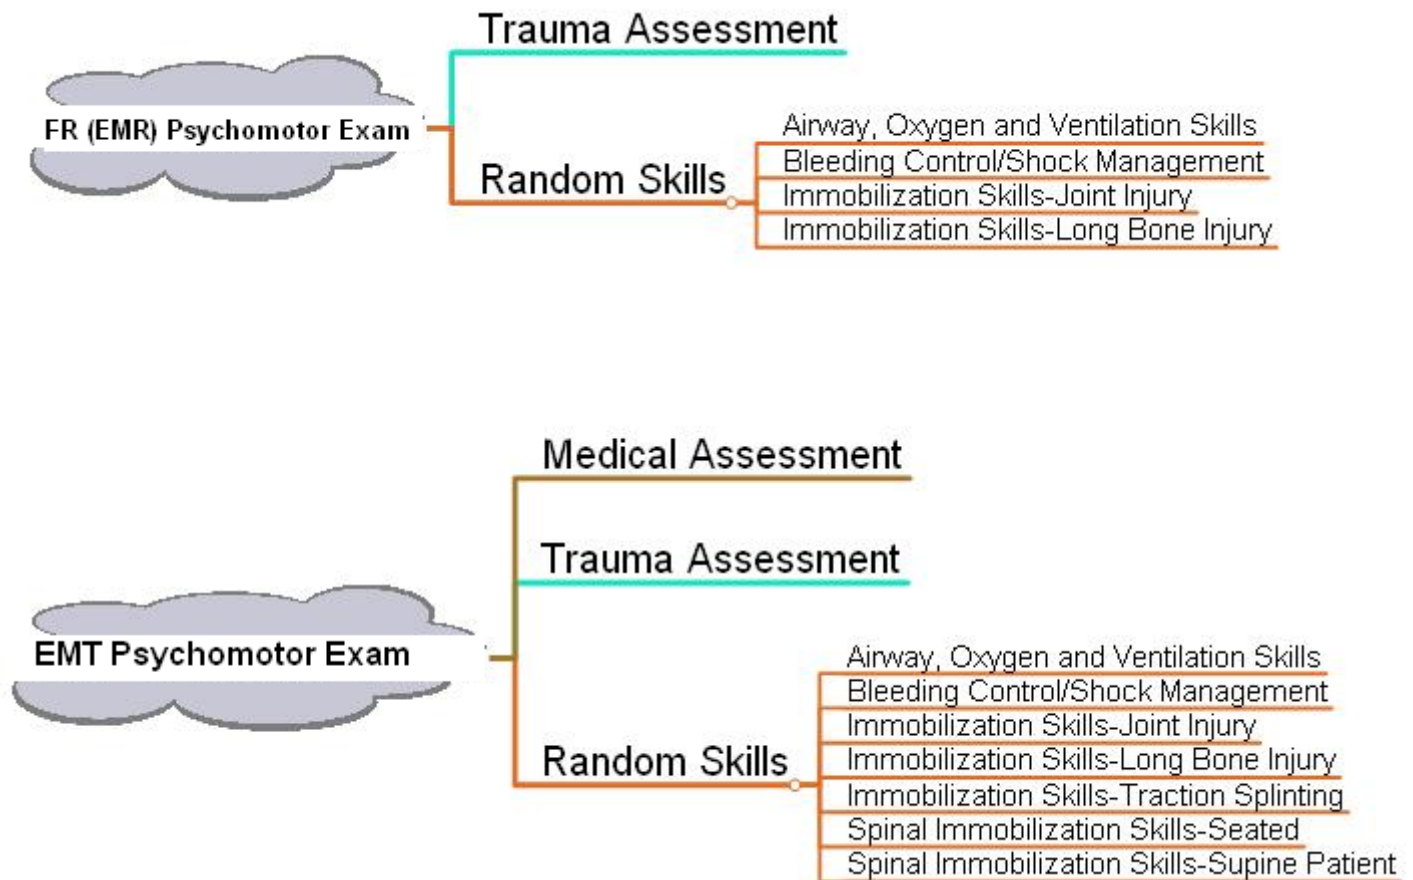 Trauma Assessment
FR (EMR) Psychomotor Exam
Random Skills
Airway, Oxygen and Ventilation Skills
Bleeding Control/Shock Management
Immobilization Skills-Joint Injury
Immobilization Skills-Long Bone Injury
Medical Assessment
Trauma Assessment
EMT Psychomotor Exam
Random Skills
Airway, Oxygen and Ventilation Skills
Bleeding Control/Shock Management
Immobilization Skills-Joint Injury
Immobilization Skills-Long Bone Injury
Immobilization Skills-Traction Splinting
Spinal Immobilization Skills-Seated
Spinal Immobilization Skills-Supine Patient